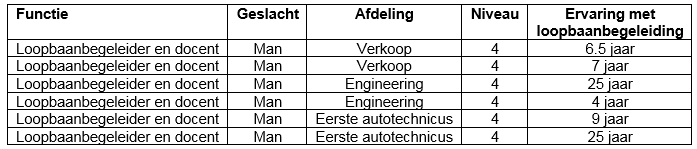 Functie Geslacht Afdeling Niveau Ervaring met loopbaanbegeleiding
Loopbaanbegeleider en docent Man Verkoop 4 6.5 jaar
Loopbaanbegeleider en docent Man Verkoop 4 7 jaar
Loopbaanbegeleider en docent Man Engineering 4 25 jaar
Loopbaanbegeleider en docent Man Engineering 4 4 jaar
Loopbaanbegeleider en docent Man Eerste autotechnicus 4 9 jaar
Loopbaanbegeleider en docent Man Eerste autotechnicus 4 25 jaar